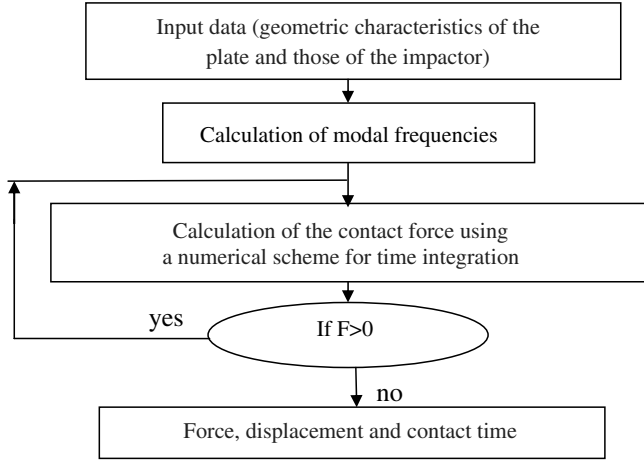 Input data (geometric characteristics of the
plate and those of the impactor)
Calculation of modal frequencies
Calculation of the contact force using
a numerical scheme for time integration
yes
If F>0
no
Force, displacement and contact time